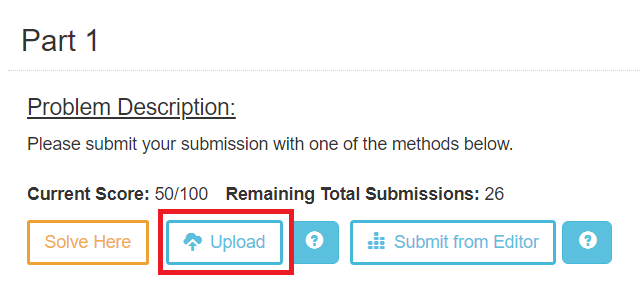 Part 1
Problem Description:
Please submit your submission with one of the methods below.
Current Score: 50/100 Remaining Total Submissions: 26
Solve Here Upload ? Submit from Editor ?